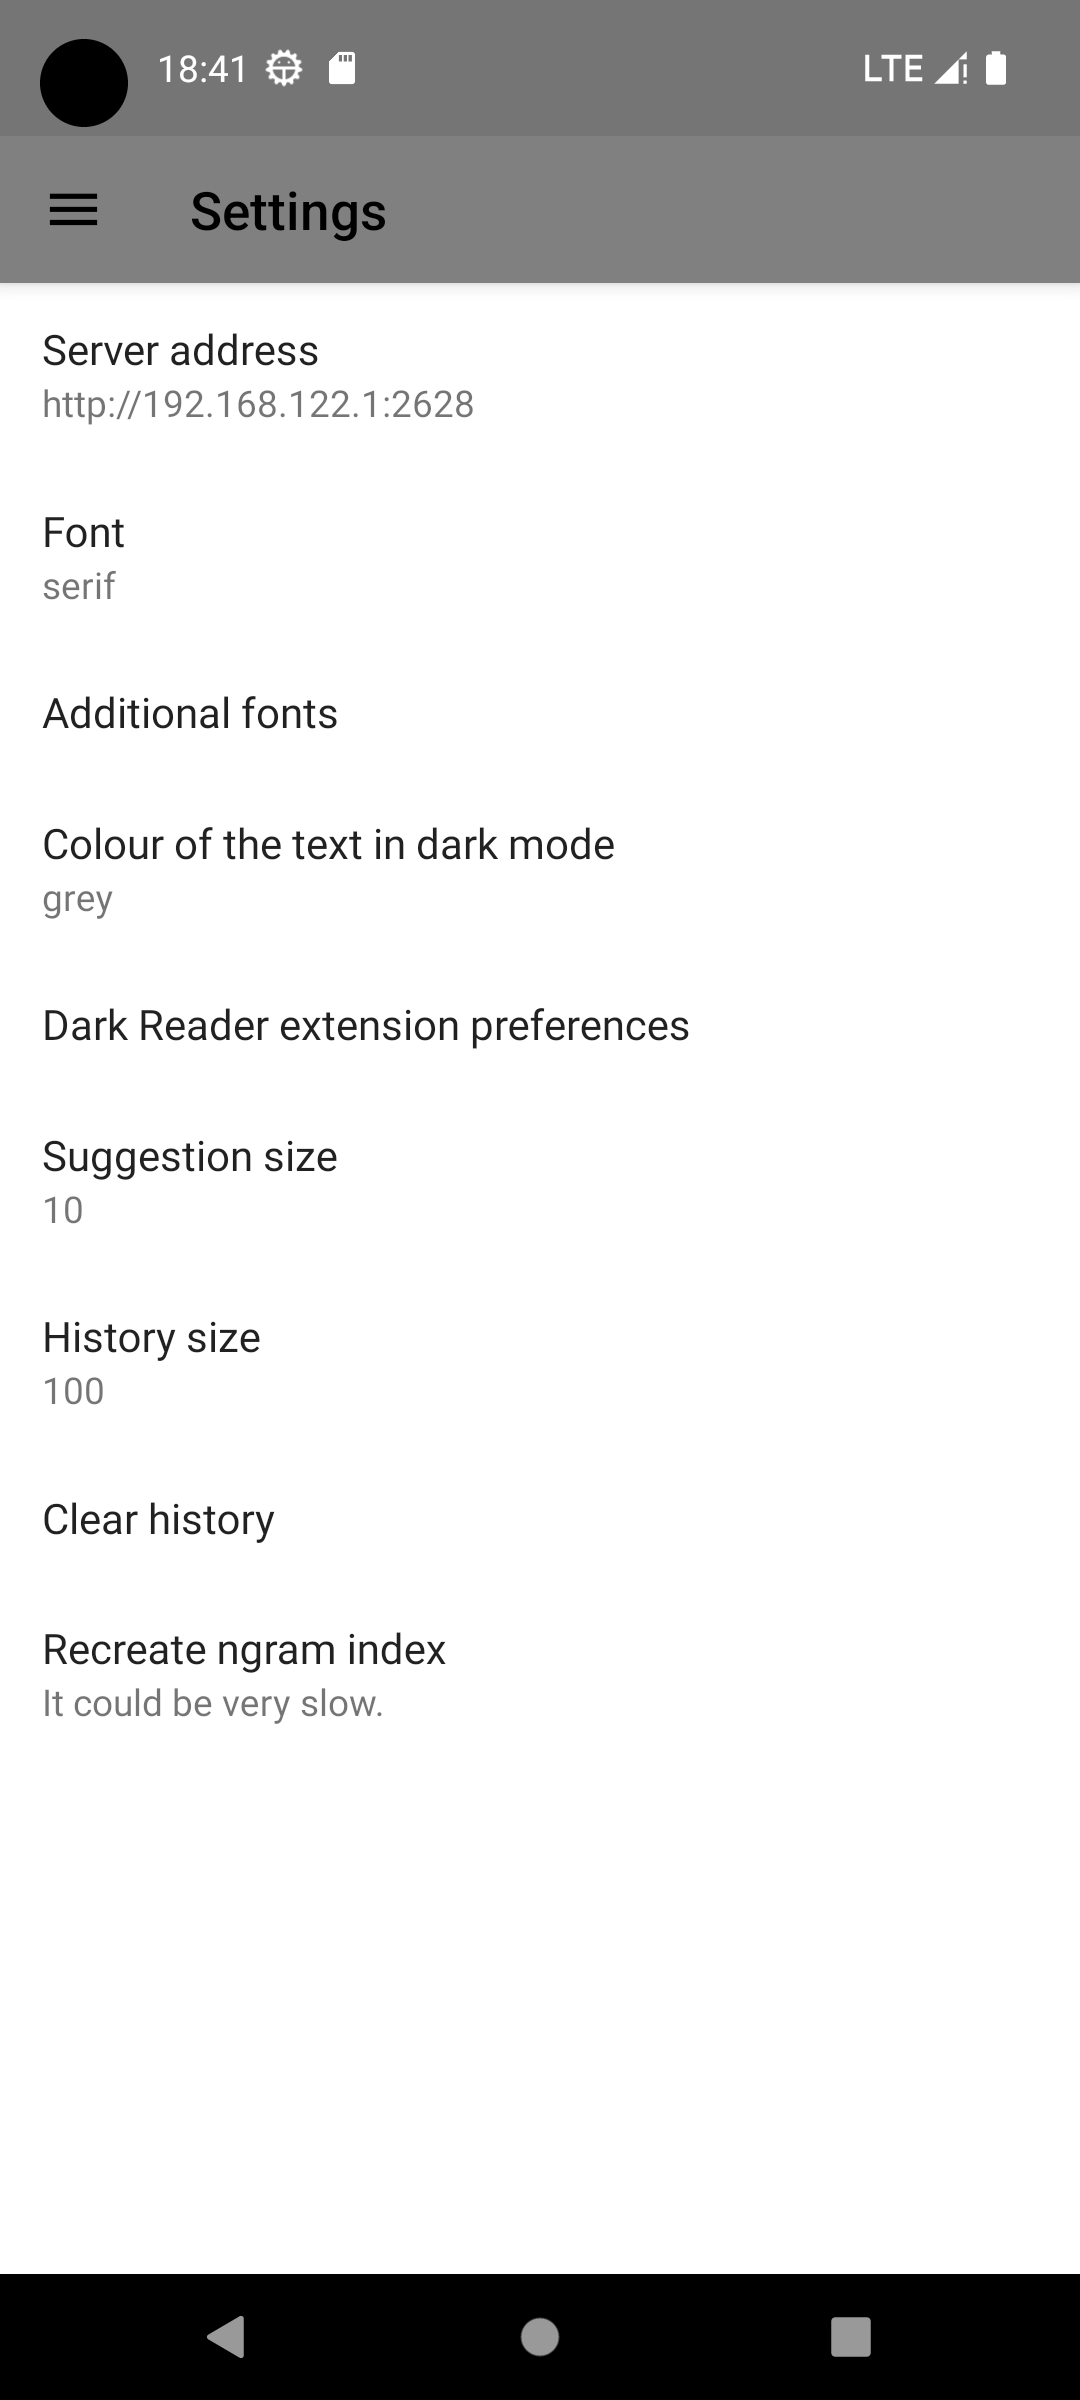 18:41
LTE
Settings
Server address
http://192.168.122.1:2628
Font
serif
Additional fonts
Colour of the text in dark mode
grey
Dark Reader extension preferences
Suggestion size
10
History size
100
Clear history
Recreate ngram index
It could be very slow.